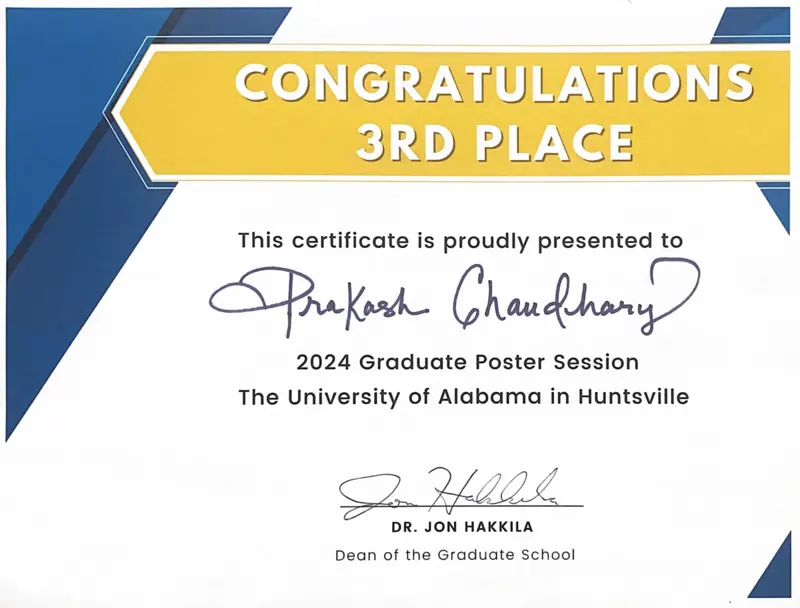 CONGRATULATIONS
3RD PLACE
This certificate is proudly presented to
Prakash Chaudhary
2024 Graduate Poster Session
The University of Alabama in Huntsville
Jon Hakkila
DR. JON HAKKILA
Dean of the Graduate School